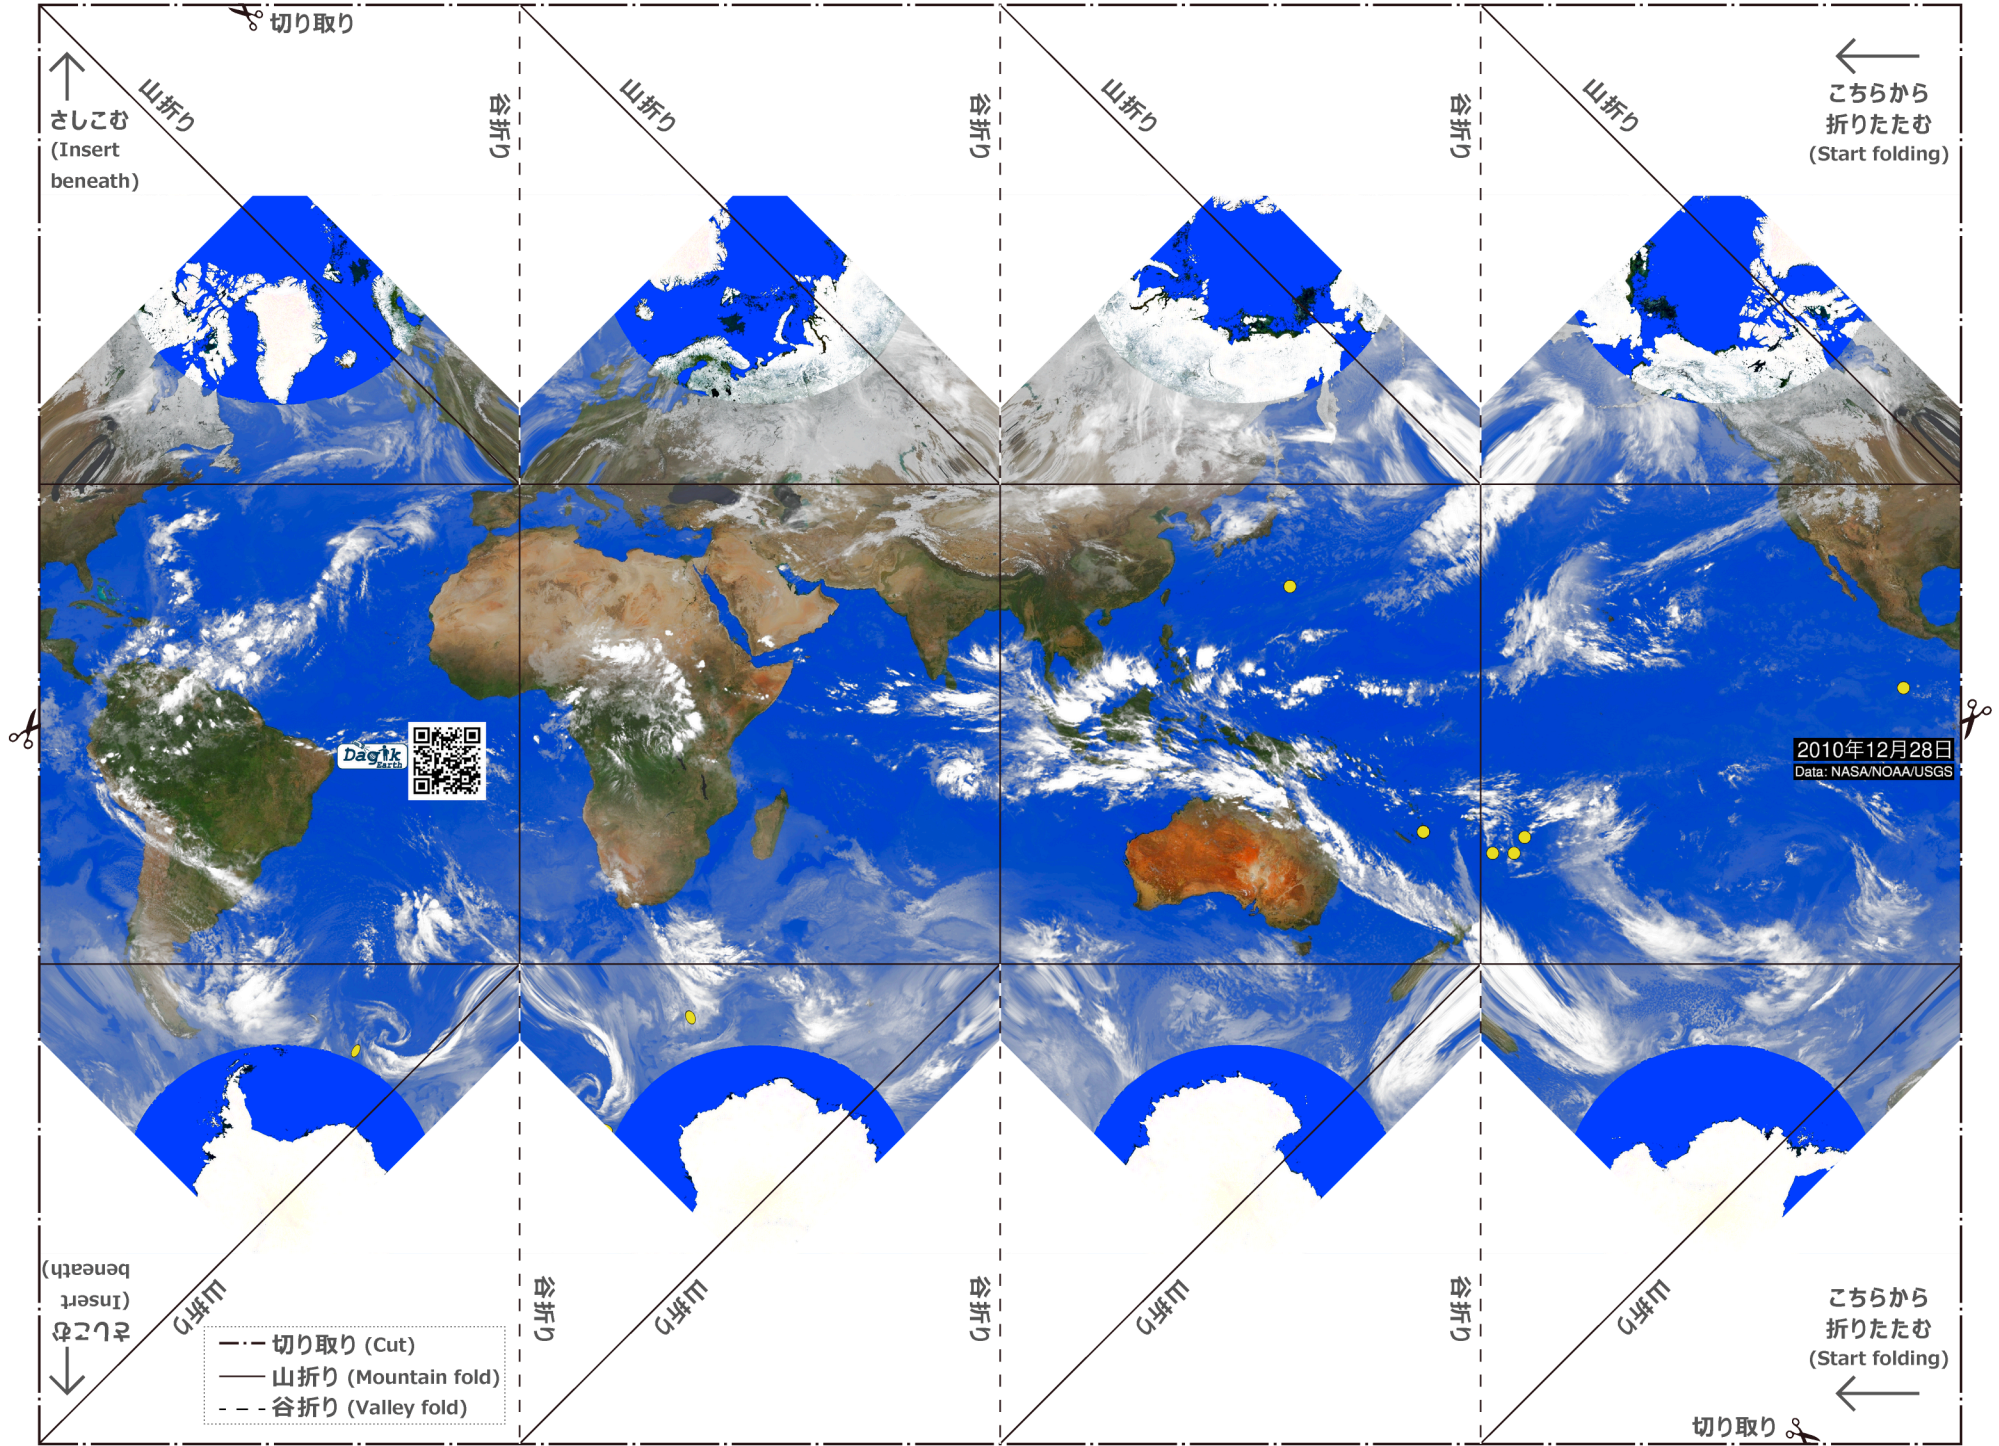 切り取り
さしこむ
(Insert
beneath)
山折り
谷折り
山折り
谷折り
山折り
谷折り
山折り
こちらから
折りたたむ
(Start folding)
Dagik
Earth
2010年12月28日
Data: NASA/NOAA/USGS
さしこむ
(Insert
beneath)
山折り
谷折り
山折り
谷折り
山折り
谷折り
山折り
こちらから
折りたたむ
(Start folding)
切り取り (Cut)
山折り (Mountain fold)
谷折り (Valley fold)
切り取り